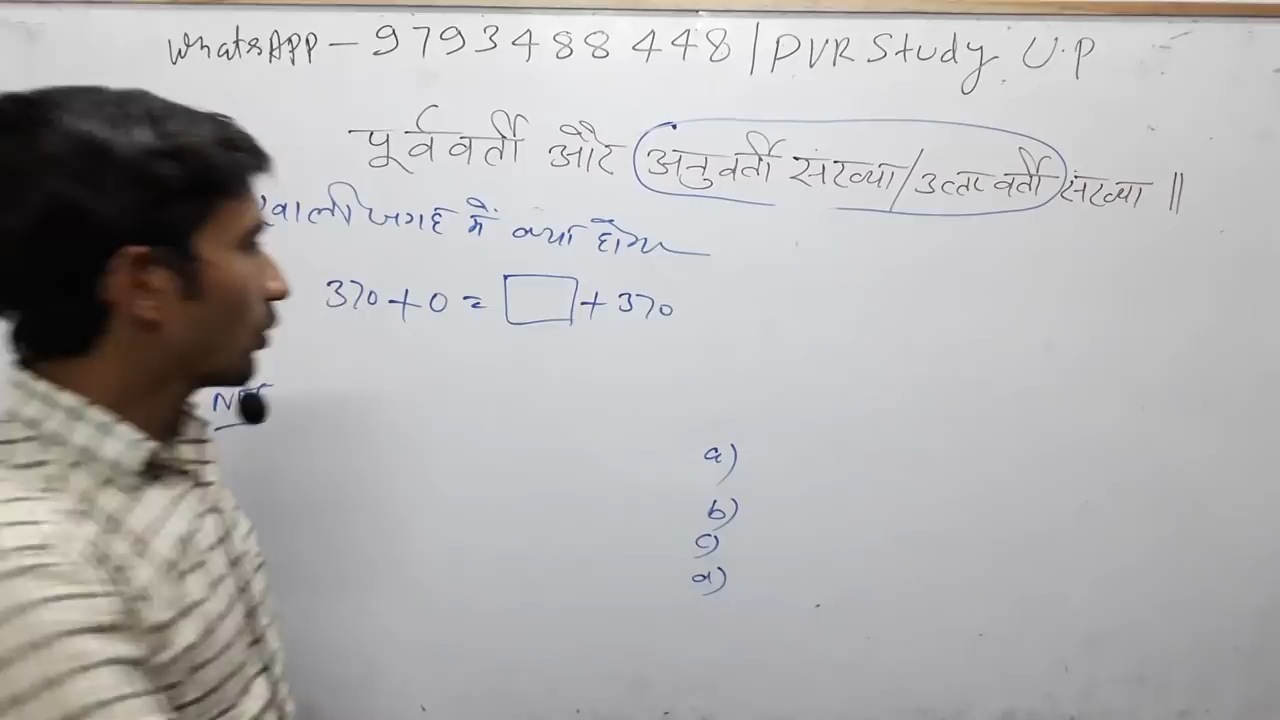 WhatsAPP - 9793488448 | PVR Study U.P
पूर्ववर्ती और अनुवर्ती संख्या/उत्तरवर्ती संख्या ||
खाली जगह में क्या होगा
370 + 0 = + 370
a)
b)
c)
d)